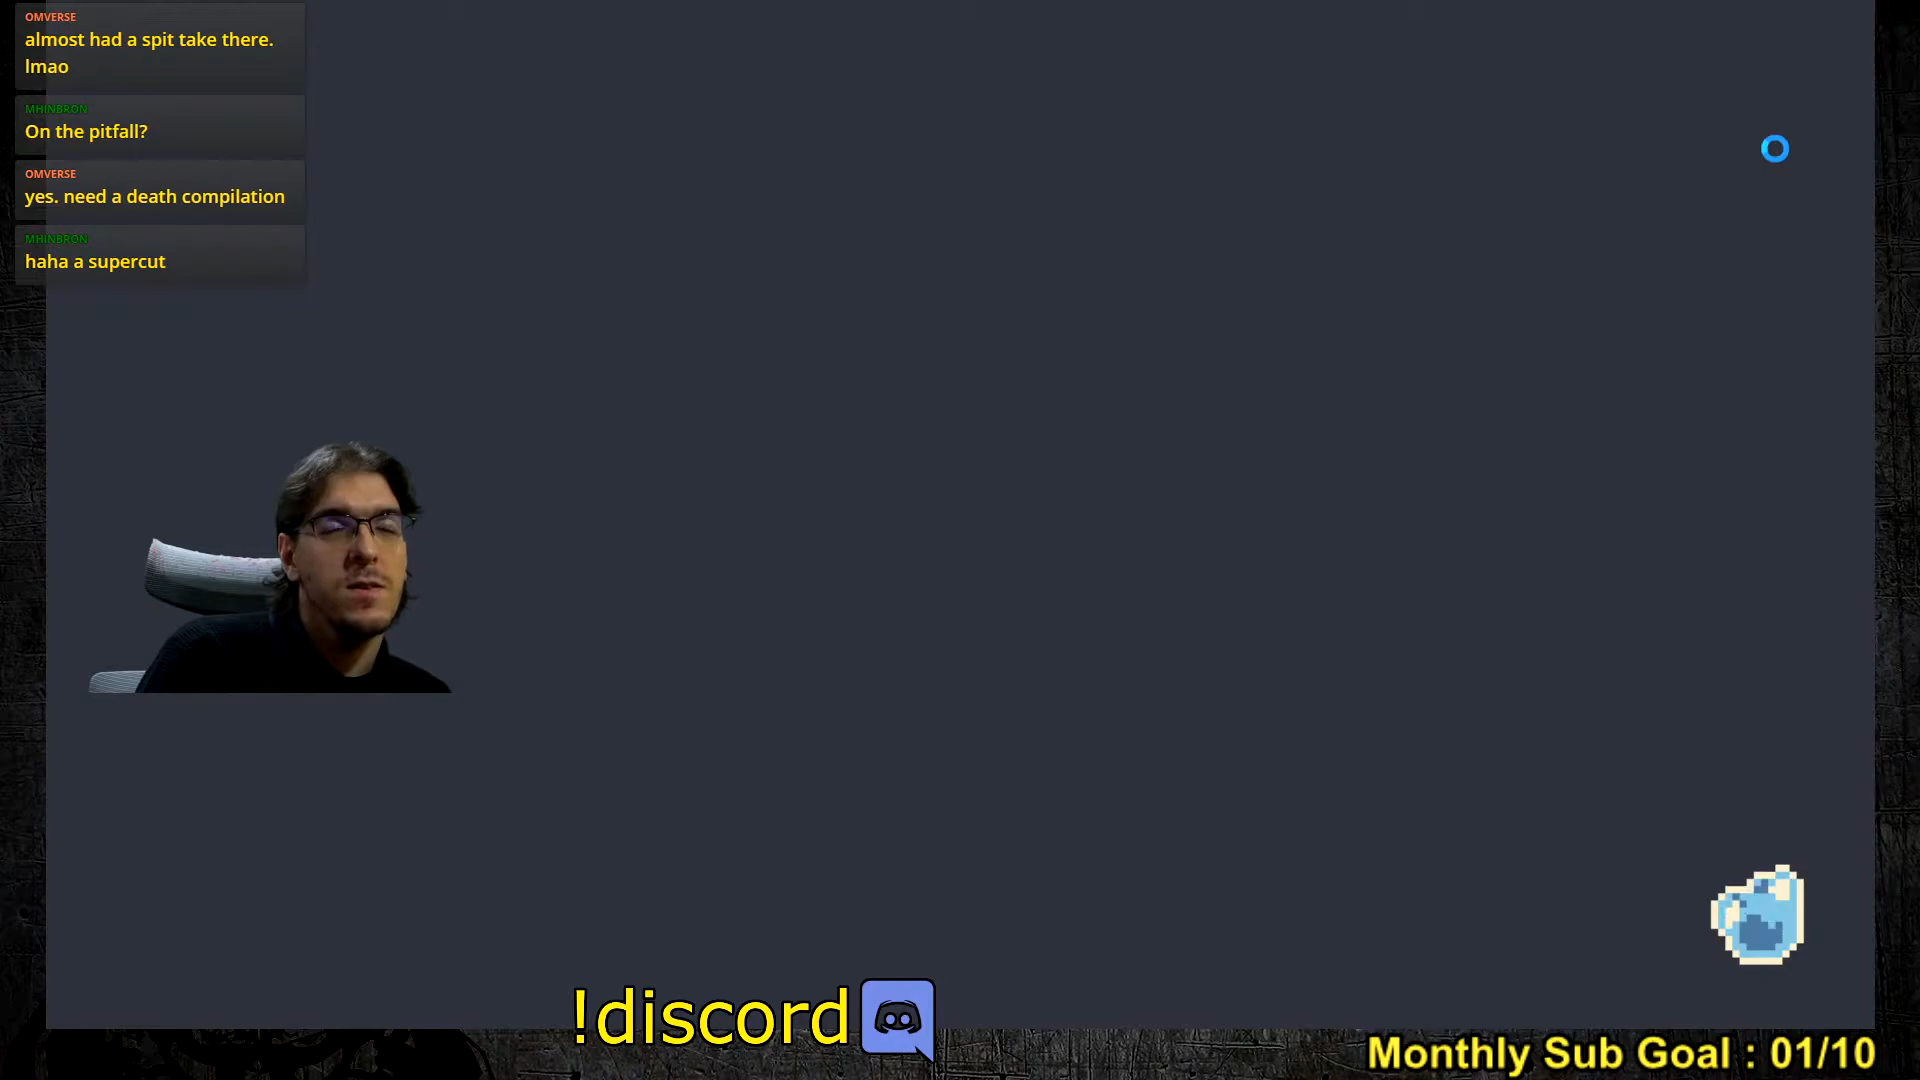 OMVERSE
almost had a spit take there.
lmao
MHINBRON
On the pitfall?
OMVERSE
yes. need a death compilation
MHINBRON
haha a supercut
!discord
Monthly Sub Goal : 01/10